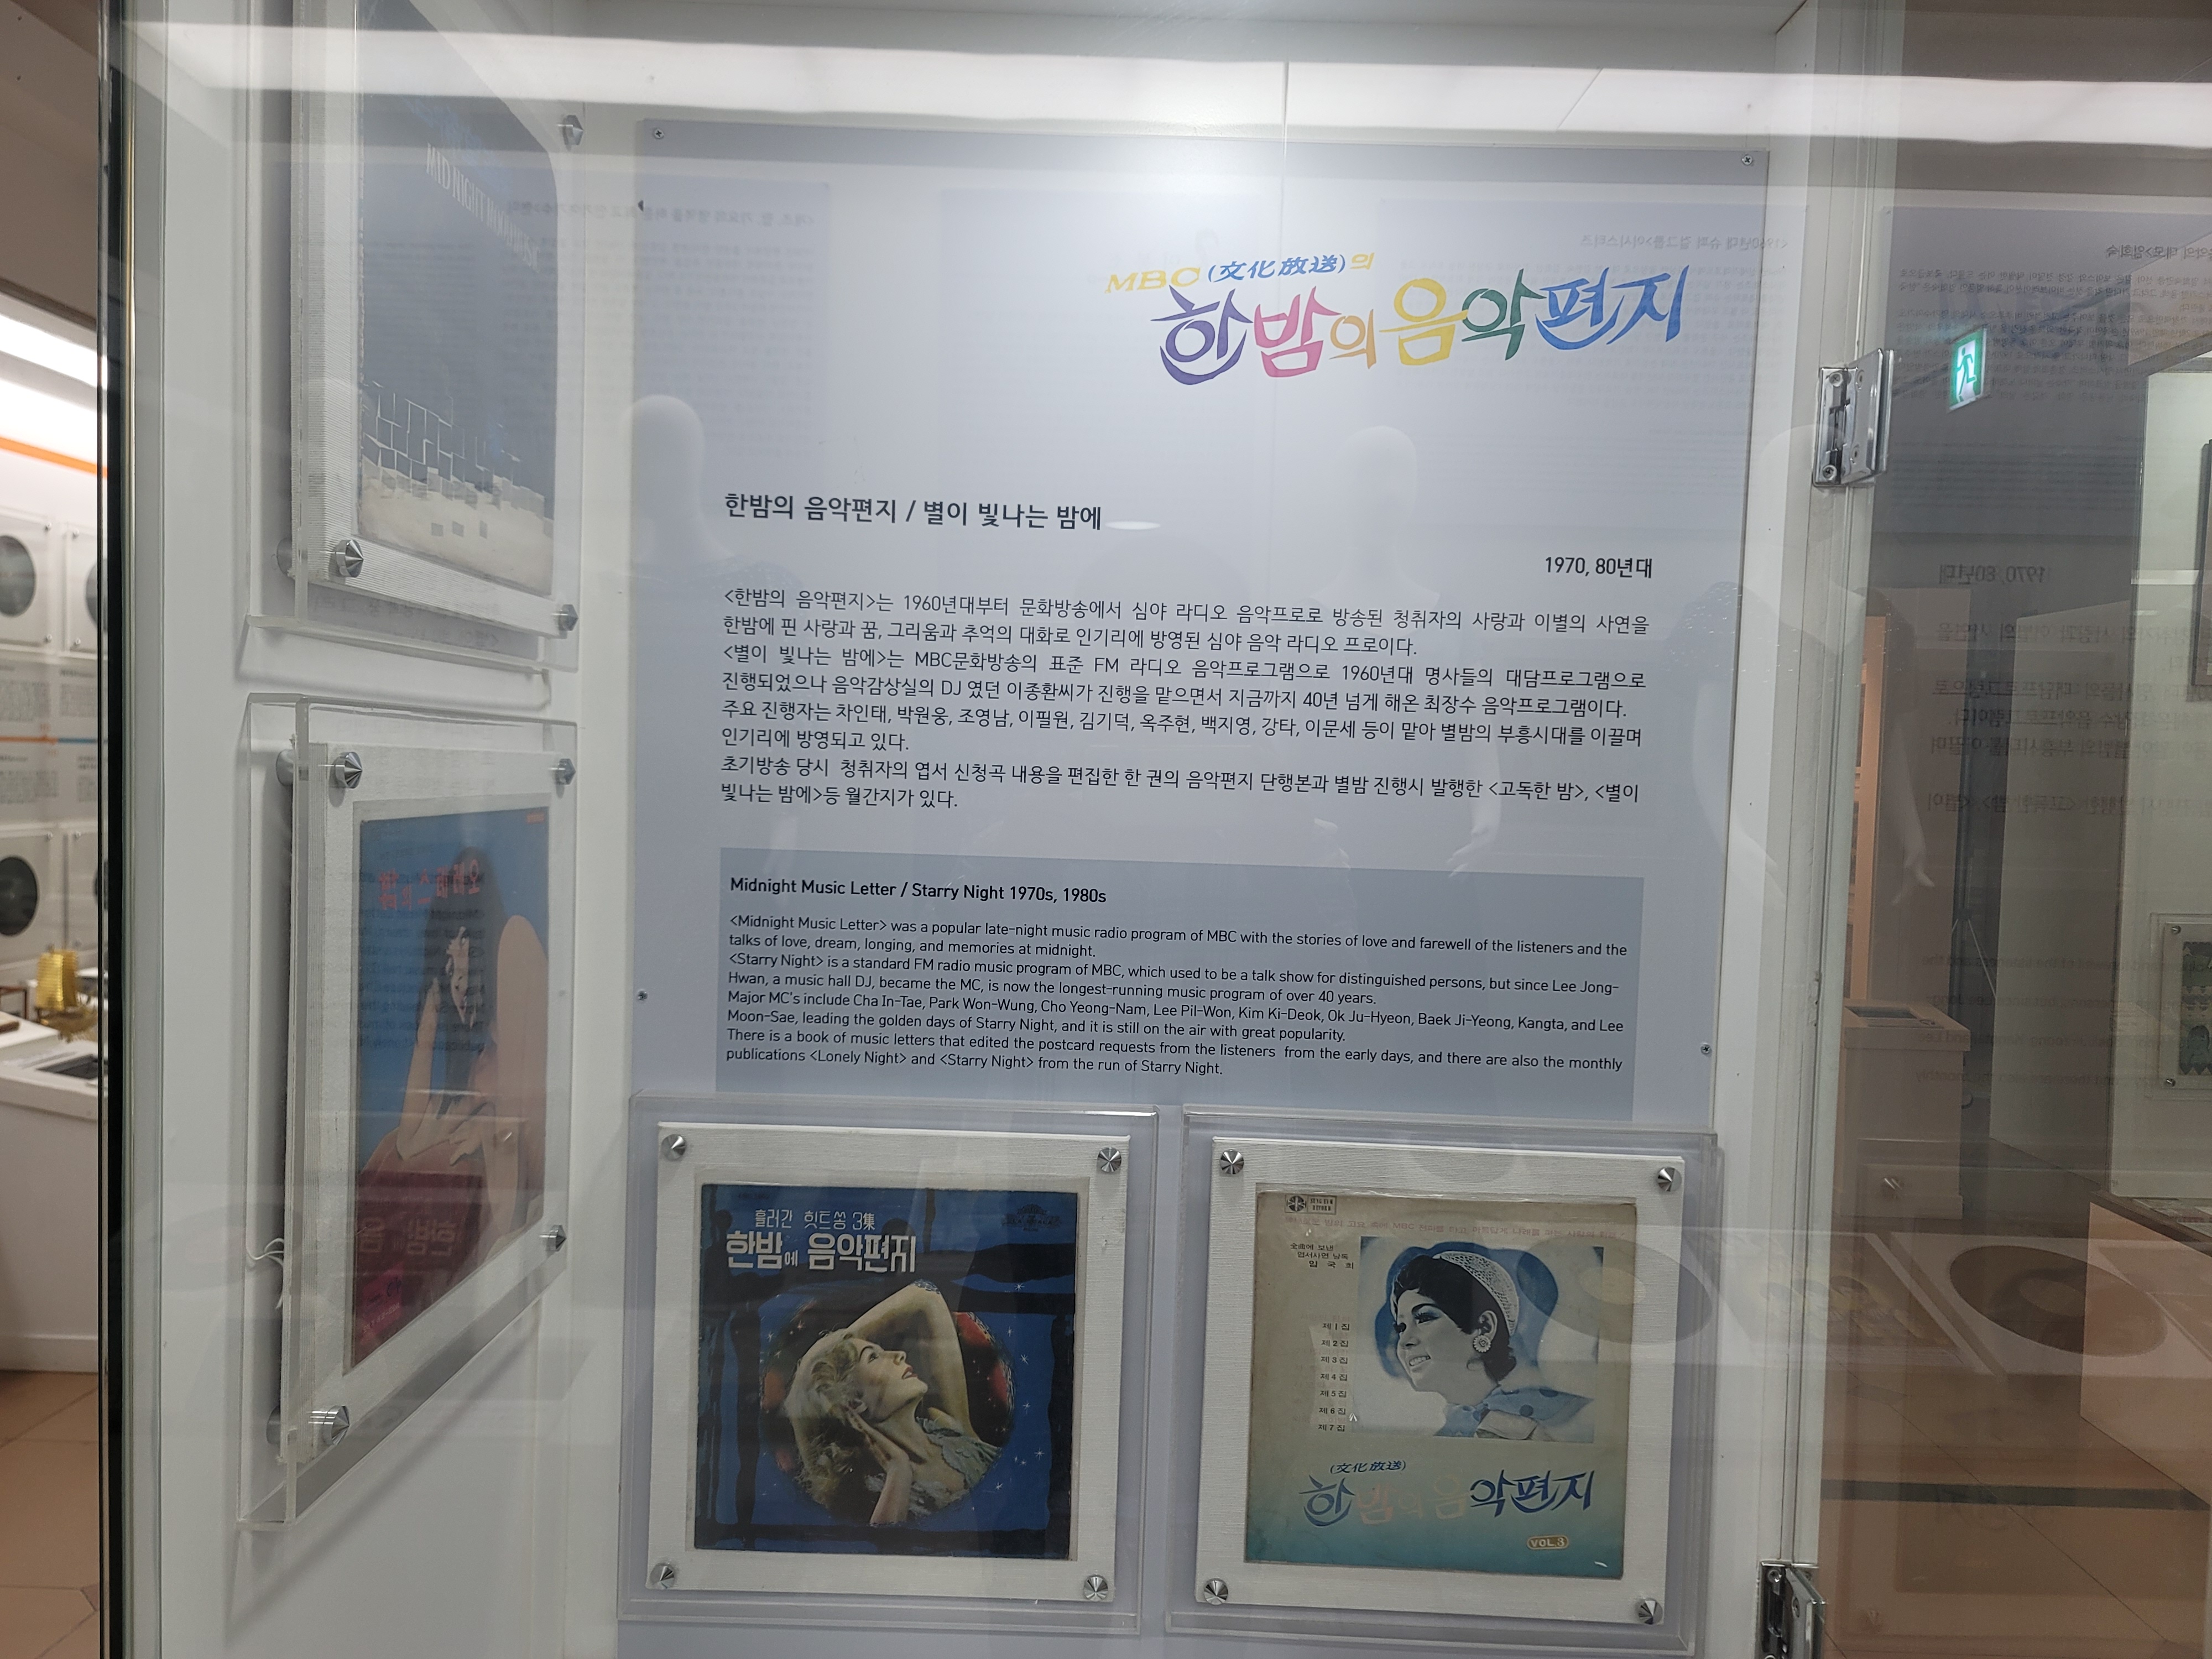 MBC (文化放送)의
한밤의음악편지
한밤의 음악편지 / 별이 빛나는 밤에
1970, 80년대
<한밤의 음악편지>는 1960년대부터 문화방송에서 심야 라디오 음악프로로 방송된 청취자의 사랑과 이별의 사연을
한밤에 핀 사랑과 꿈, 그리움과 추억의 대화로 인기리에 방영된 심야 음악 라디오 프로이다.
<별이 빛나는 밤에>는 MBC문화방송의 표준 FM 라디오 음악프로그램으로 1960년대 명사들의 대담프로그램으로
진행되었으나 음악감상실의 DJ 였던 이종환씨가 진행을 맡으면서 지금까지 40년 넘게 해온 최장수 음악프로그램이다.
주요 진행자는 차인태, 박원웅, 조영남, 이필원, 김기덕, 옥주현, 백지영, 강타, 이문세 등이 맡아 별밤의 부흥시대를 이끌며
인기리에 방영되고 있다.
초기방송 당시 청취자의 엽서 신청곡 내용을 편집한 한 권의 음악편지 단행본과 별밤 진행시 발행한 <고독한 밤>, <별이
빛나는 밤에>등 월간지가 있다.
Midnight Music Letter / Starry Night 1970s, 1980s
<Midnight Music Letter> was a popular late-night music radio program of MBC with the stories of love and farewell of the listeners and the
talks of love, dream, longing, and memories at midnight.
<Starry Night> is a standard FM radio music program of MBC, which used to be a talk show for distinguished persons, but since Lee Jong-
Hwan, a music hall DJ, became the MC, is now the longest-running music program of over 40 years.
Major MC's include Cha In-Tae, Park Won-Wung, Cho Yeong-Nam, Lee Pil-Won, Kim Ki-Deok, Ok Ju-Hyeon, Baek Ji-Yeong, Kangta, and Lee
Moon-Sae, leading the golden days of Starry Night, and it is still on the air with great popularity.
There is a book of music letters that edited the postcard requests from the listeners from the early days, and there are also the monthly
publications <Lonely Night> and <Starry Night> from the run of Starry Night.
흘러간 힛트쏭 3集
한밤에 음악편지
엽서사연 낭독
임국희
제1집
제2집
제3집
제4집
제5집
제6집
제7집
(文化放送)
한밤의음악편지
VOL.3